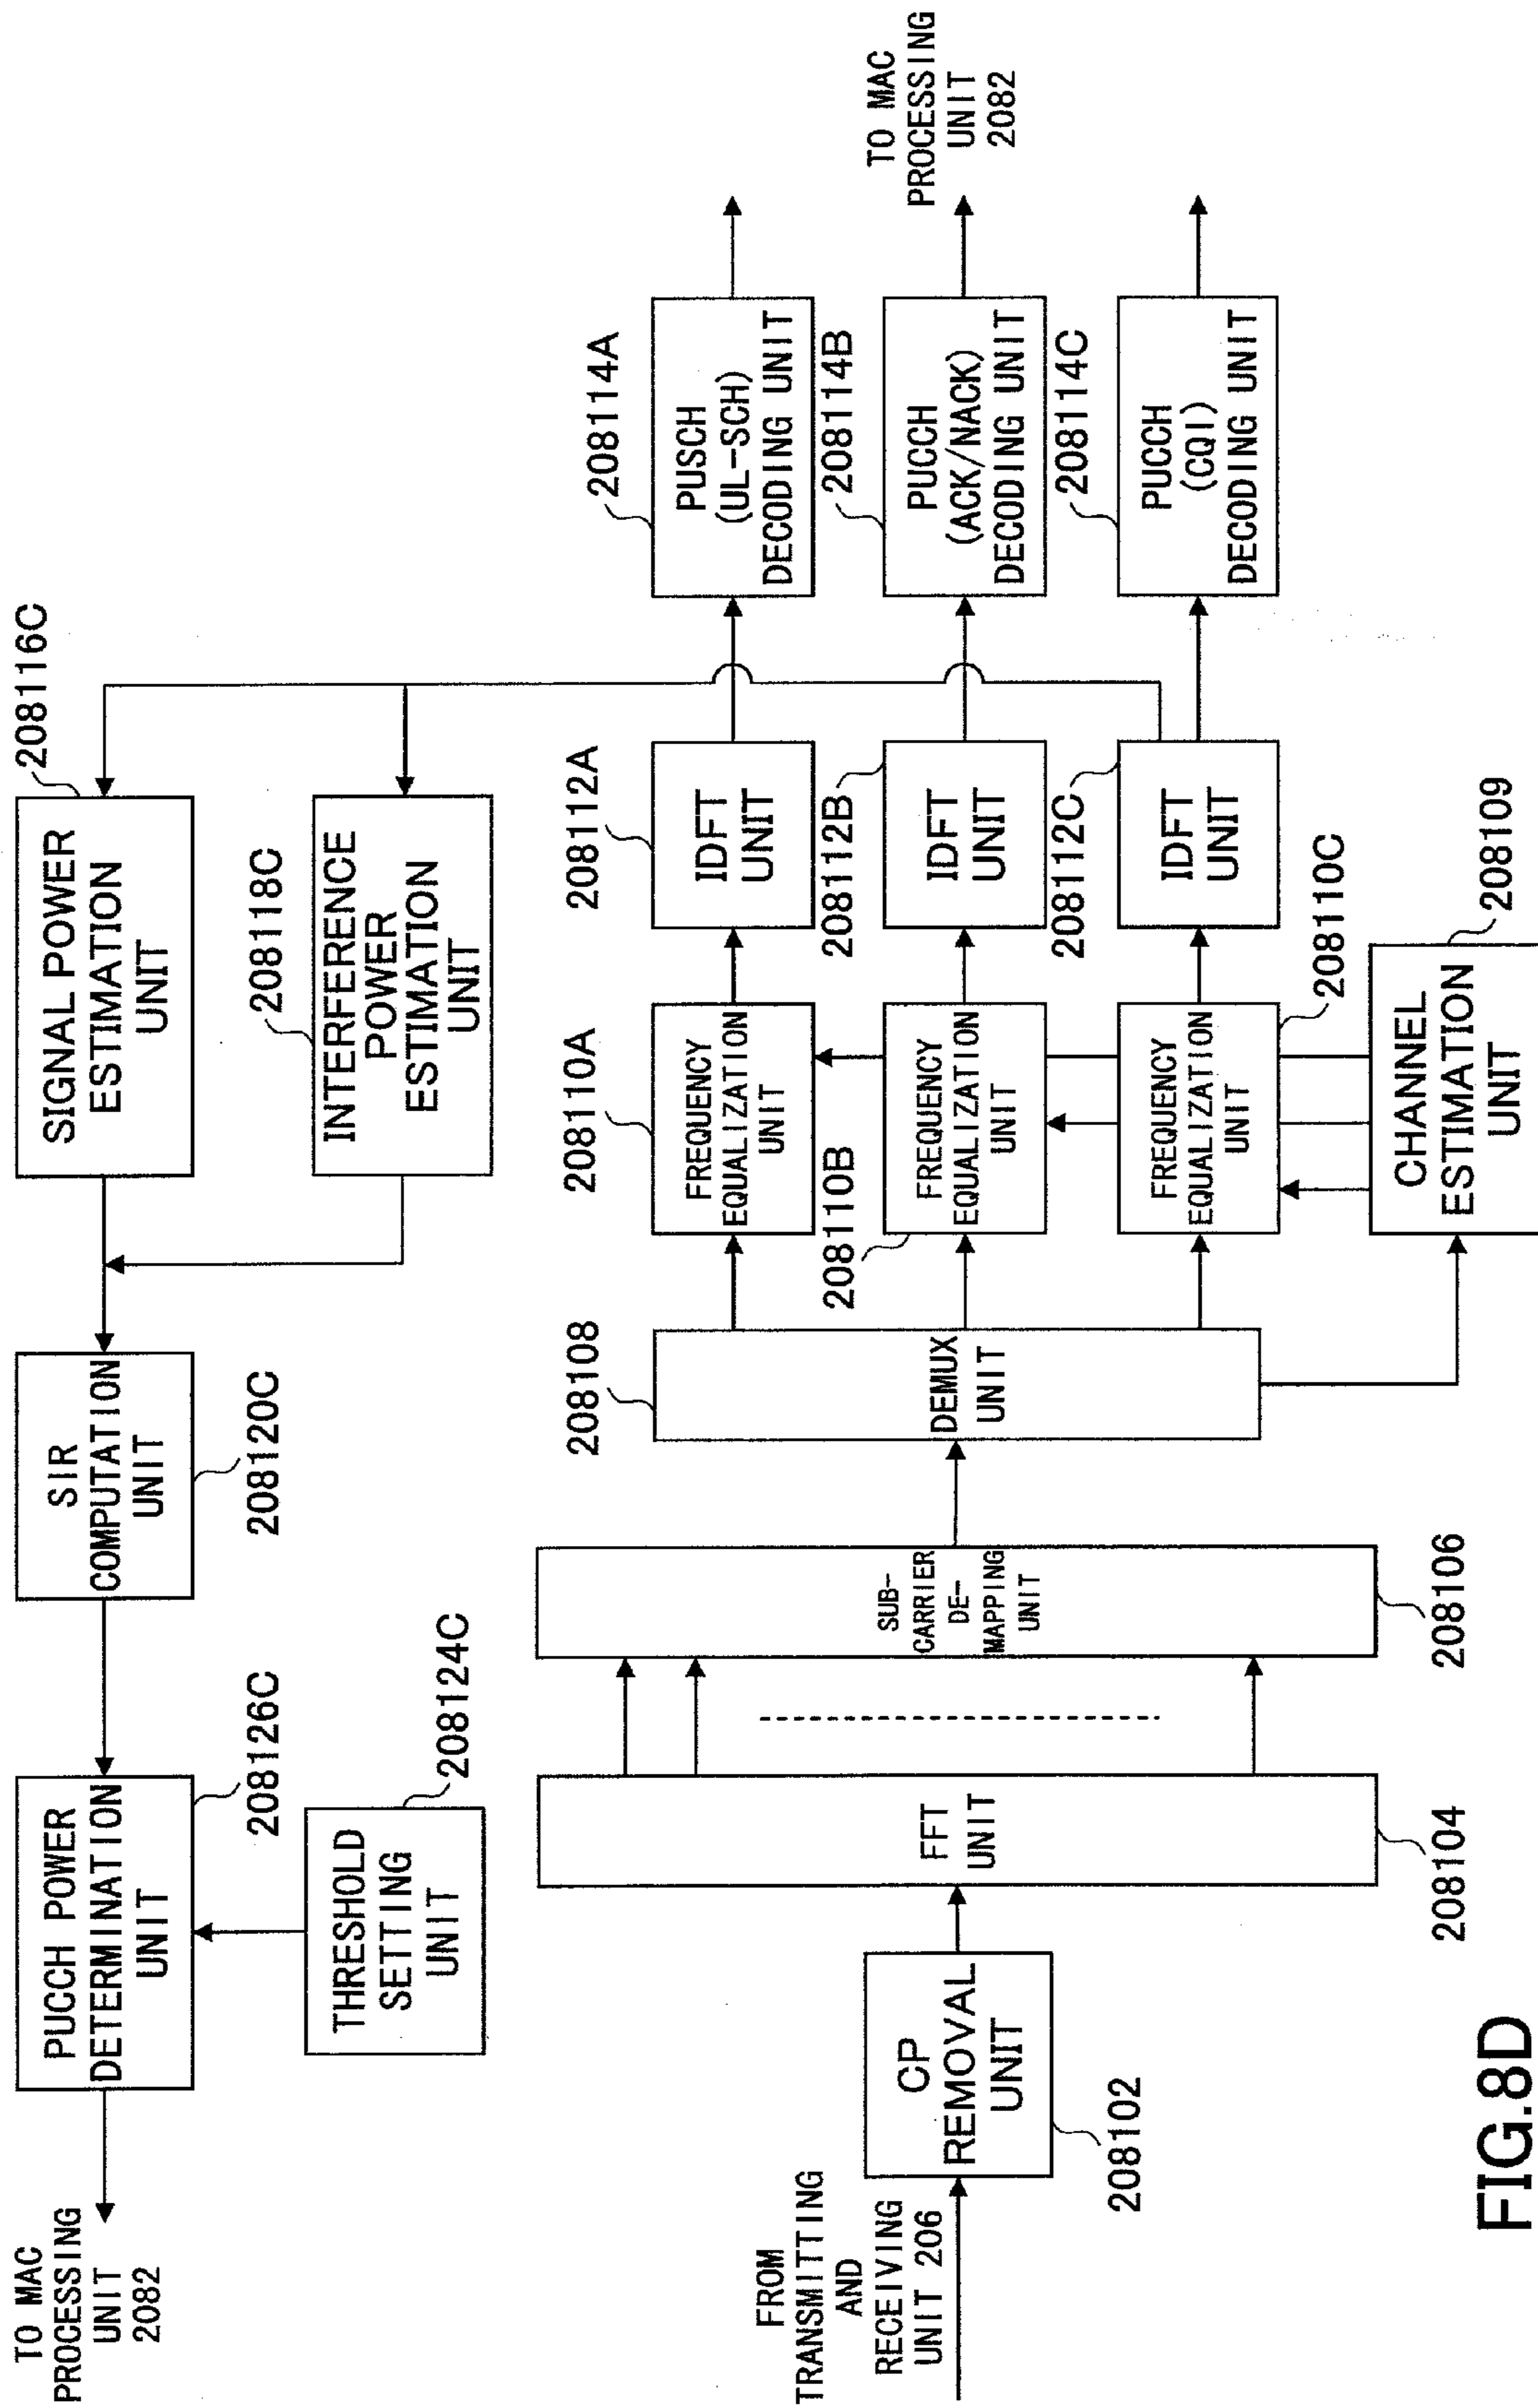 TO MAC
PROCESSING
UNIT
2082
PUCCH POWER
DETERMINATION
UNIT
208126C
THRESHOLD
SETTING
UNIT
208124C
SIR
COMPUTATION
UNIT
208120C
SIGNAL POWER
ESTIMATION
UNIT
208116C
INTERFERENCE
POWER
ESTIMATION
UNIT
208118C
FROM
TRANSMITTING
AND
RECEIVING
UNIT 206
CP
REMOVAL
UNIT
208102
FFT
UNIT
208104
SUB-
CARRIER
DE-
MAPPING
UNIT
208106
DEMUX
UNIT
208108
FREQUENCY
EQUALIZATION
UNIT
208110A
FREQUENCY
EQUALIZATION
UNIT
208110B
FREQUENCY
EQUALIZATION
UNIT
208110C
CHANNEL
ESTIMATION
UNIT
208109
IDFT
UNIT
208112A
IDFT
UNIT
208112B
IDFT
UNIT
208112C
PUSCH
(UL-SCH)
DECODING UNIT
208114A
PUCCH
(ACK/NACK)
DECODING UNIT
208114B
PUCCH
(CQI)
DECODING UNIT
208114C
TO MAC
PROCESSING
UNIT
2082
FIG.8D